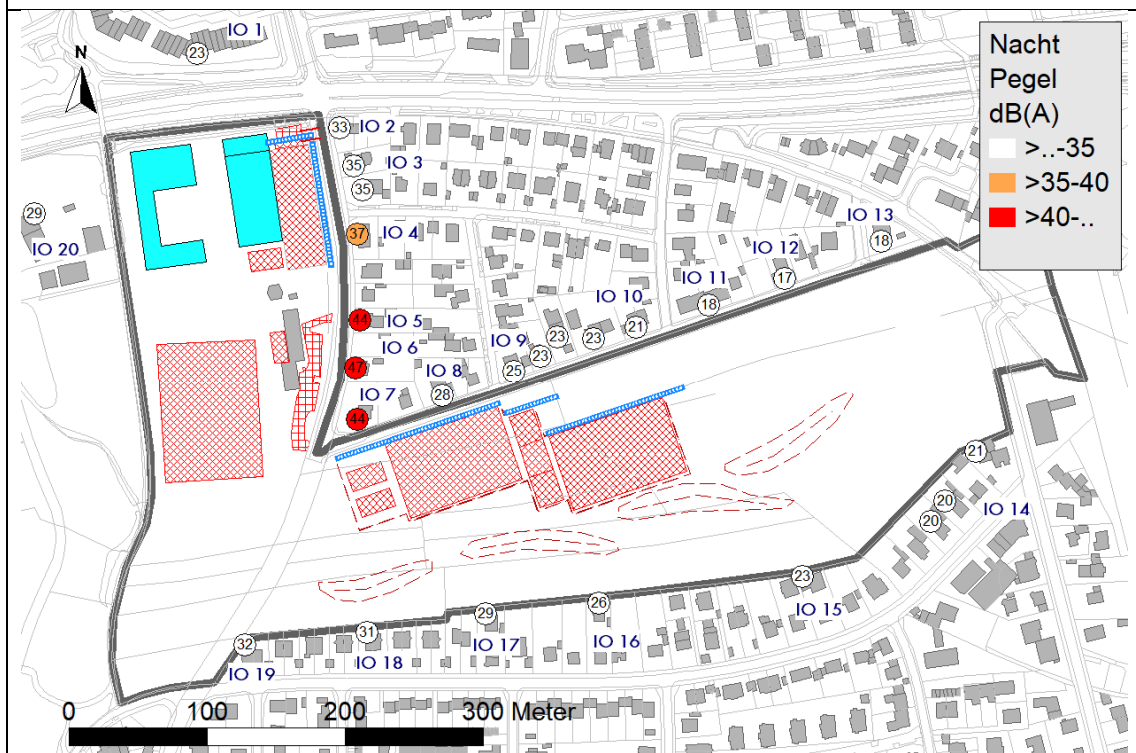 IO 1
23
N
Nacht
Pegel
dB(A)
>..-35
>35-40
>40-..
33
IO 2
35
IO 3
35
29
IO 20
37
IO 4
IO 13
18
IO 12
17
IO 11
18
IO 10
21
44
IO 5
IO 6
47
IO 9
23
23
23
25
IO 8
28
IO 7
44
21
20
IO 14
20
23
IO 15
26
IO 16
29
IO 17
31
IO 18
32
IO 19
0
100
200
300 Meter